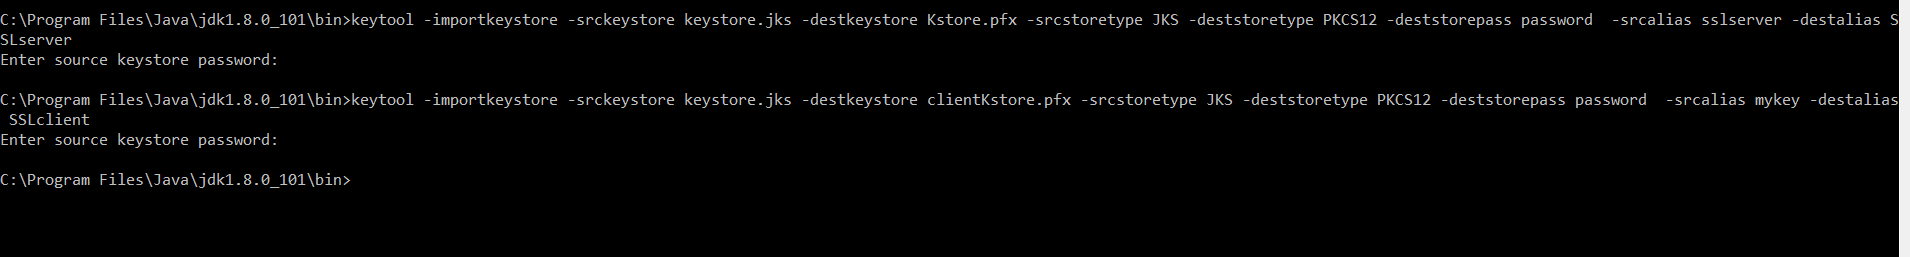 C:\Program Files\Java\jdk1.8.0_101\bin>keytool -importkeystore -srckeystore keystore.jks -destkeystore Kstore.pfx -srcstoretype JKS -deststoretype PKCS12 -deststorepass password  -srcalias sslserver -destalias S
SLserver
Enter source keystore password:
C:\Program Files\Java\jdk1.8.0_101\bin>keytool -importkeystore -srckeystore keystore.jks -destkeystore clientKstore.pfx -srcstoretype JKS -deststoretype PKCS12 -deststorepass password  -srcalias mykey -destalias
SSLclient
Enter source keystore password:
C:\Program Files\Java\jdk1.8.0_101\bin>